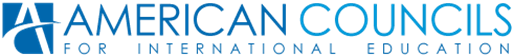 AMERICAN COUNCILS
FOR INTERNATIONAL EDUCATION